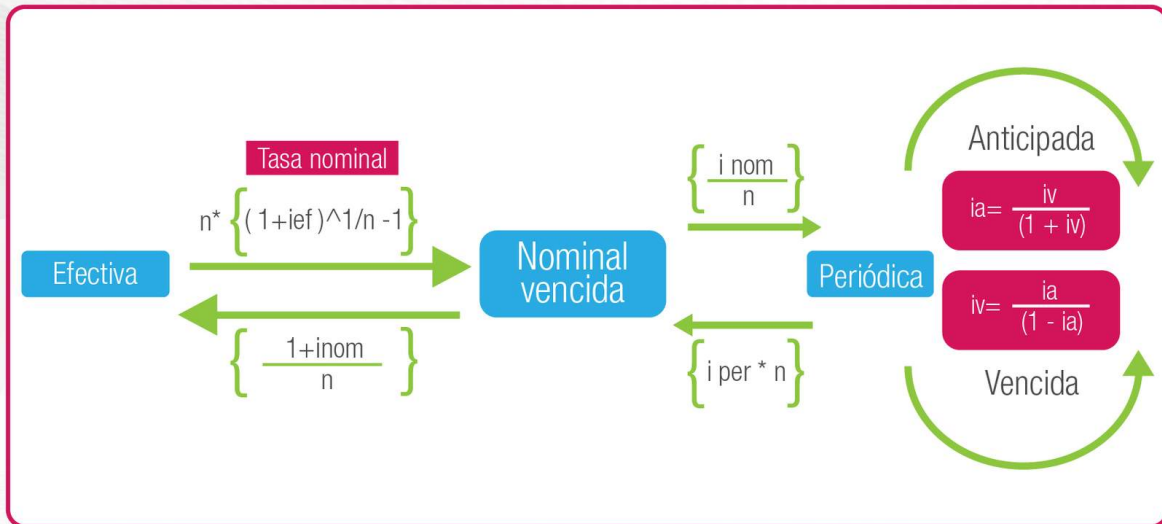 Tasa nominal
n* { ( 1+ief )^1/n -1 }
Efectiva
{ 1+inom
n }
Nominal
vencida
{ i nom
n }
{ i per * n }
Periódica
Anticipada
ia= iv
(1 + iv)
iv= ia
(1 - ia)
Vencida